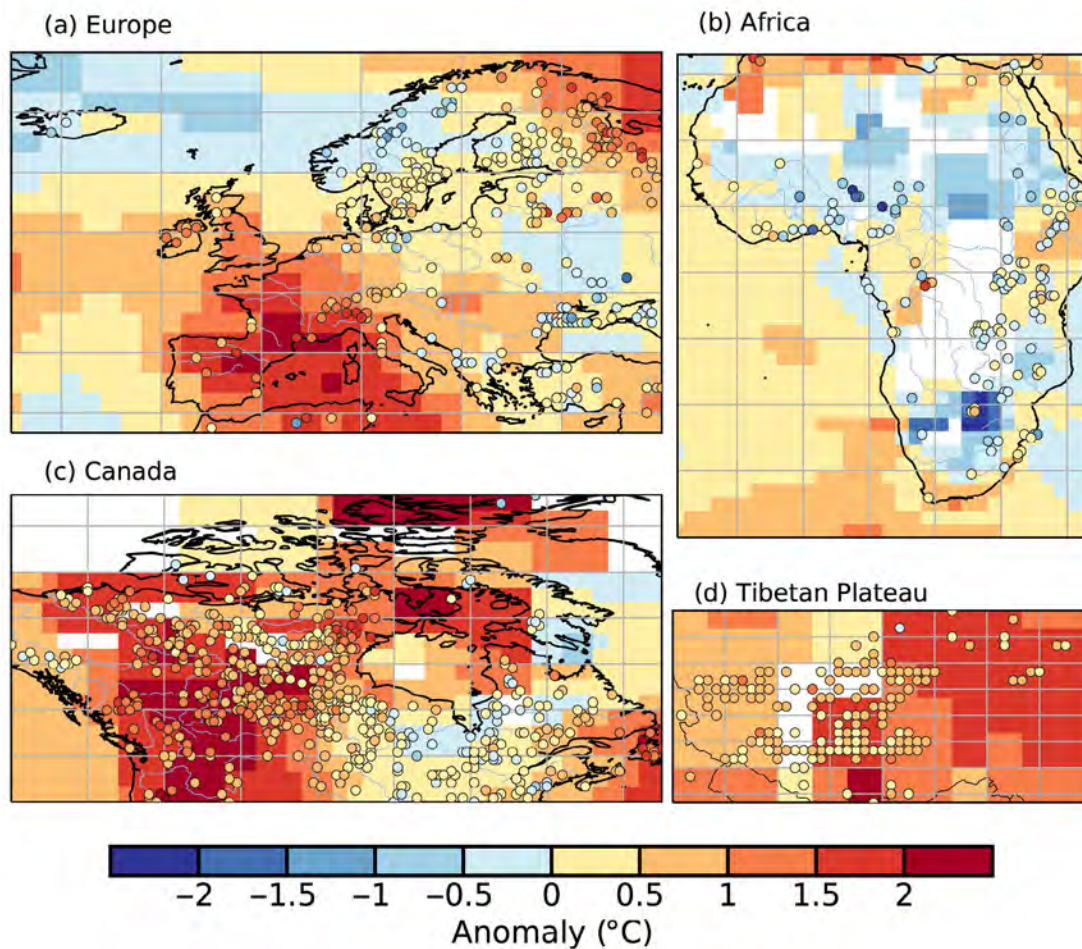 (a) Europe
(b) Africa
(c) Canada
(d) Tibetan Plateau
−2 −1.5 −1 −0.5 0 0.5 1 1.5 2
Anomaly (°C)